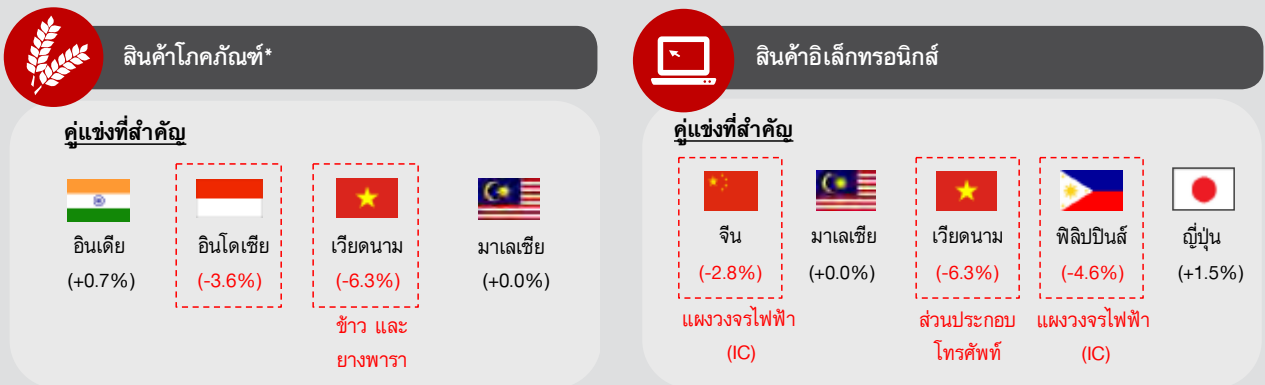 สินค้าโภคภัณฑ์*
คู่แข่งที่สำคัญ
อินเดีย
(+0.7%)
อินโดเซีย
(-3.6%)
เวียดนาม
(-6.3%)
ข้าว และ
ยางพารา
มาเลเซีย
(+0.0%)
สินค้าอิเล็กทรอนิกส์
คู่แข่งที่สำคัญ
จีน
(-2.8%)
แผงวงจรไฟฟ้า
(IC)
มาเลเซีย
(+0.0%)
เวียดนาม
(-6.3%)
ส่วนประกอบ
โทรศัพท์
ฟิลิปปินส์
(-4.6%)
แผงวงจรไฟฟ้า
(IC)
ญี่ปุ่น
(+1.5%)